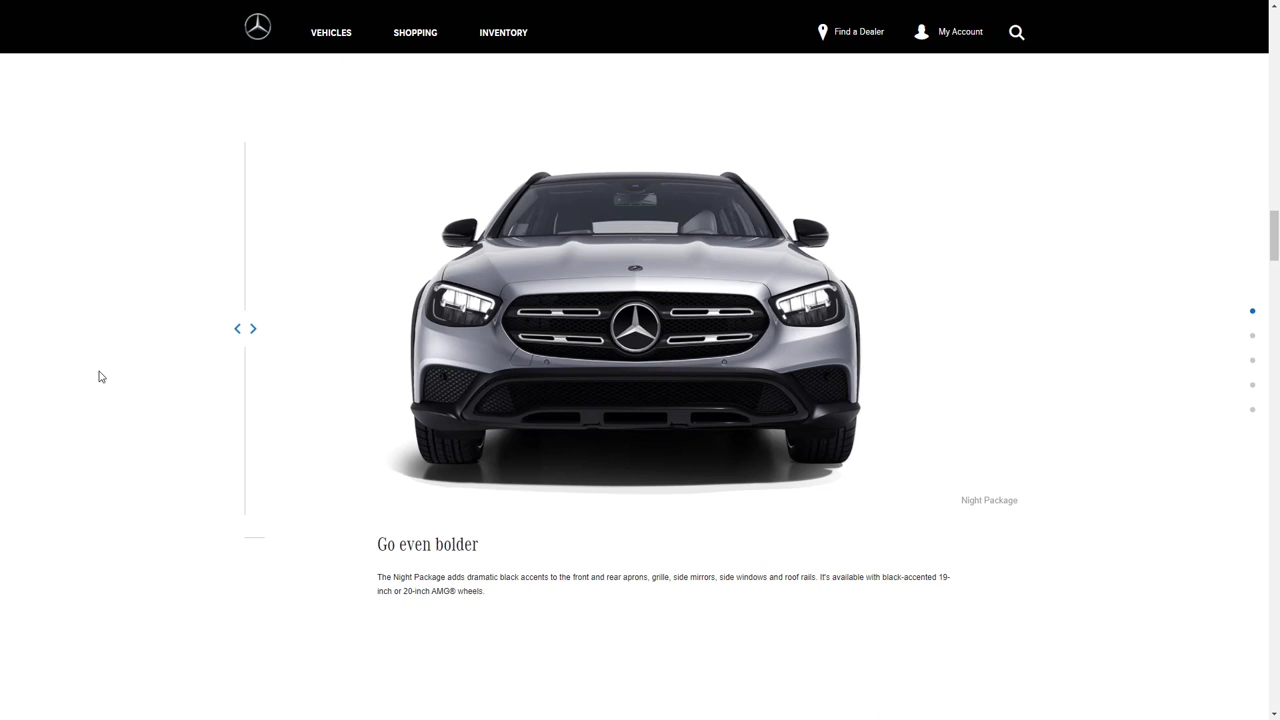 VEHICLES
SHOPPING
INVENTORY
Find a Dealer
My Account
Night Package
Go even bolder
The Night Package adds dramatic black accents to the front and rear aprons, grille, side mirrors, side windows and roof rails. It's available with black-accented 19-
inch or 20-inch AMG® wheels.